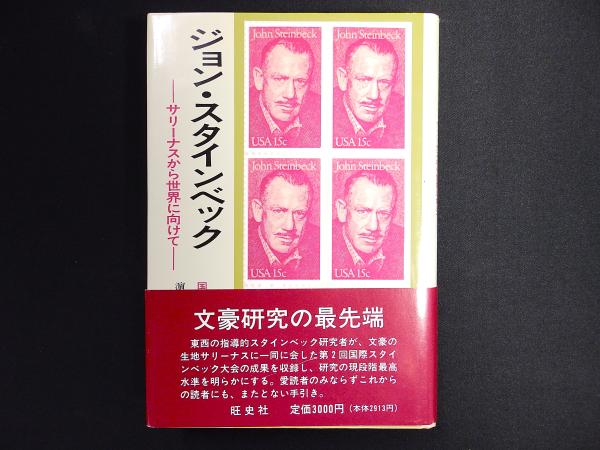 ジョン・スタインベック
――サリーナスから世界に向けて――
John Steinbeck
USA 15c
John Steinbeck
USA 15c
John Steinbeck
USA 15c
John Steinbeck
USA 15c
文豪研究の最先端
東西の指導的スタインベック研究者が、文豪の
生地サリーナスに一同に会した第2回国際スタイ
ンベック大会の成果を収録し、研究の現段階最高
水準を明らかにする。愛読者のみならずこれから
の読者にも、またとない手引き。
旺史社 定価3000円(本体2913円)